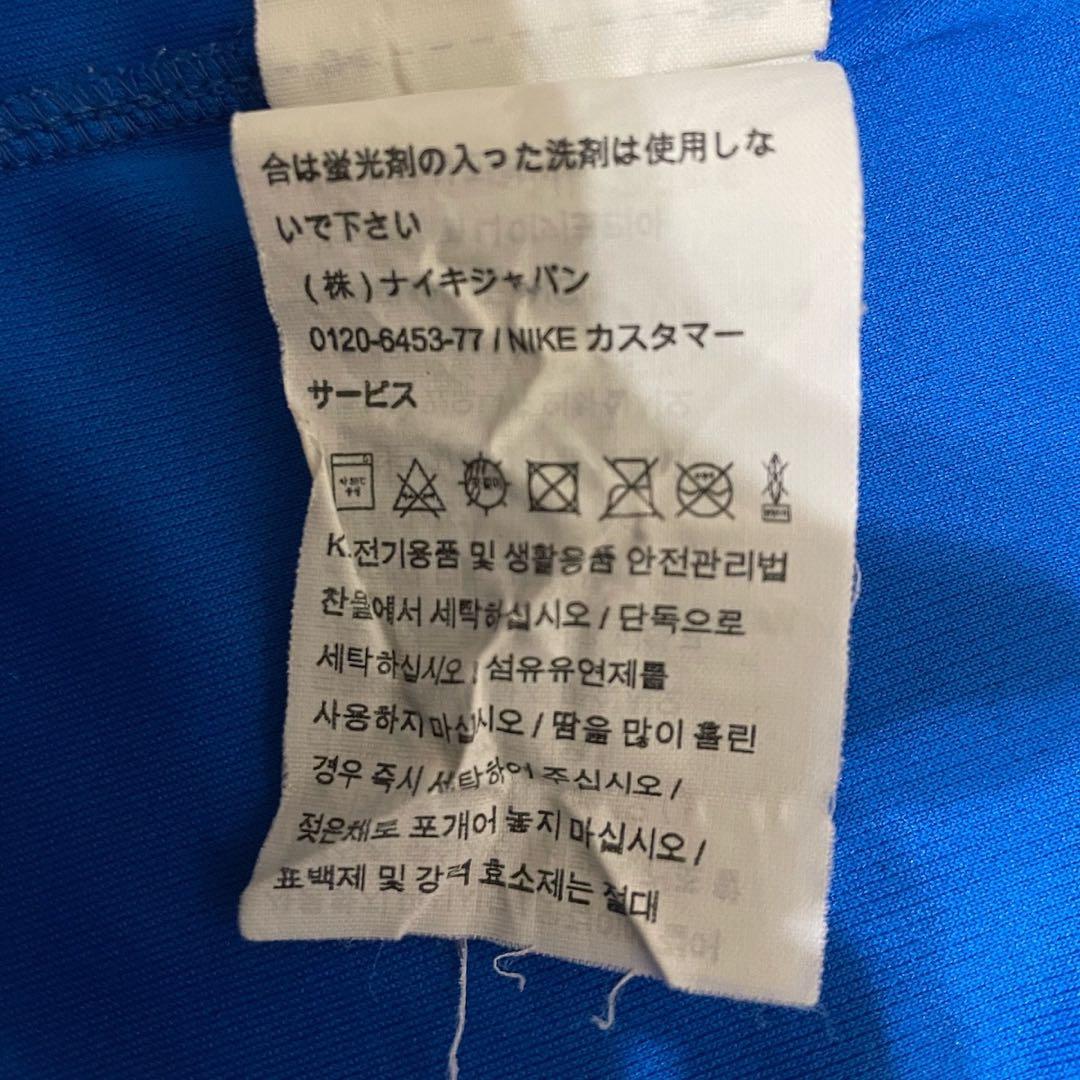 合は蛍光剤の入った洗剤は使用しな
いで下さい
(株)ナイキジャパン
0120-6453-77 / NIKE カスタマー
サービス
K.전기용품 및 생활용품 안전관리법
찬물에서 세탁하십시오 / 단독으로
세탁하십시오 / 섬유유연제를
사용하지마십시오 / 땀을 많이 흘린
경우 즉시 세탁하여 주십시오 /
젖은채로 포개어 놓지마십시오 /
표백제 및 강력 효소제는 절대